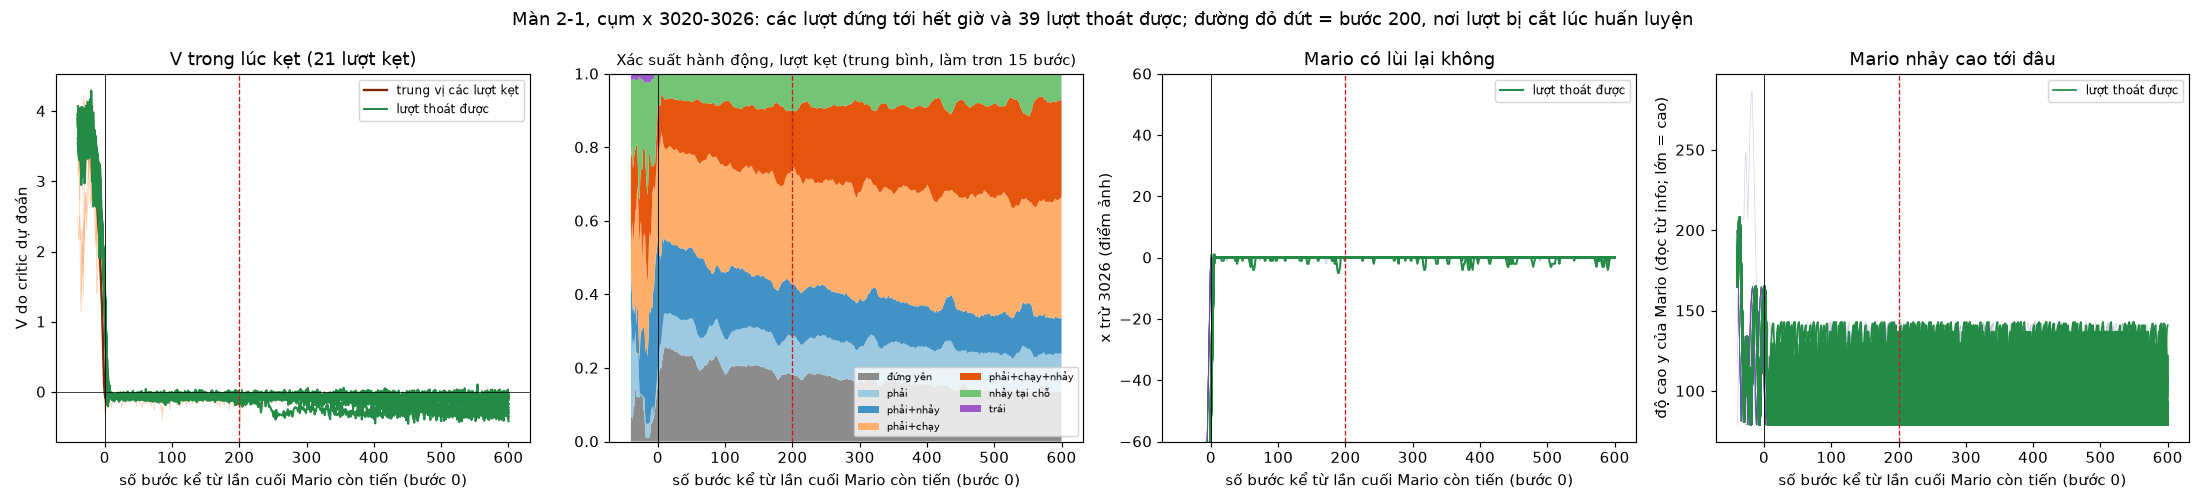 Màn 2-1, cụm x 3020-3026: các lượt đứng tới hết giờ và 39 lượt thoát được; đường đỏ đứt = bước 200, nơi lượt bị cắt lúc huấn luyện
V trong lúc kẹt (21 lượt kẹt)
V do critic dự đoán
4
3
2
1
0
trung vị các lượt kẹt
lượt thoát được
0 100 200 300 400 500 600
số bước kể từ lần cuối Mario còn tiến (bước 0)
Xác suất hành động, lượt kẹt (trung bình, làm trơn 15 bước)
1.0
0.8
0.6
0.4
0.2
0.0
đứng yên
phải
phải+nhảy
phải+chạy
phải+chạy+nhảy
nhảy tại chỗ
trái
0 100 200 300 400 500 600
số bước kể từ lần cuối Mario còn tiến (bước 0)
Mario có lùi lại không
x trừ 3026 (điểm ảnh)
60
40
20
0
−20
−40
−60
lượt thoát được
0 100 200 300 400 500 600
số bước kể từ lần cuối Mario còn tiến (bước 0)
Mario nhảy cao tới đâu
độ cao y của Mario (đọc từ info; lớn = cao)
250
200
150
100
lượt thoát được
0 100 200 300 400 500 600
số bước kể từ lần cuối Mario còn tiến (bước 0)